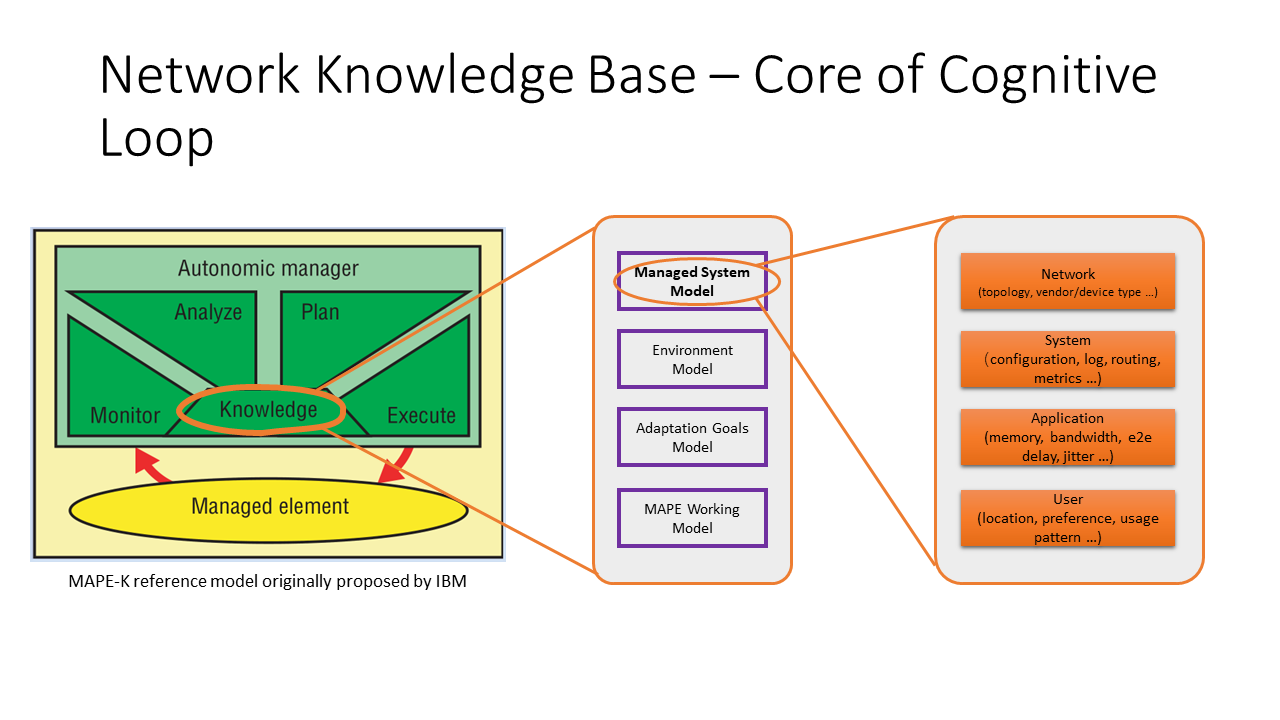 Network Knowledge Base – Core of Cognitive
Loop
Autonomic manager
Analyze
Plan
Monitor
Knowledge
Execute
Managed element
MAPE-K reference model originally proposed by IBM
Managed System
Model
Environment
Model
Adaptation Goals
Model
MAPE Working
Model
Network
(topology, vendor/device type …)
System
(configuration, log, routing,
metrics …)
Application
(memory, bandwidth, e2e
delay, jitter …)
User
(location, preference, usage
pattern …)